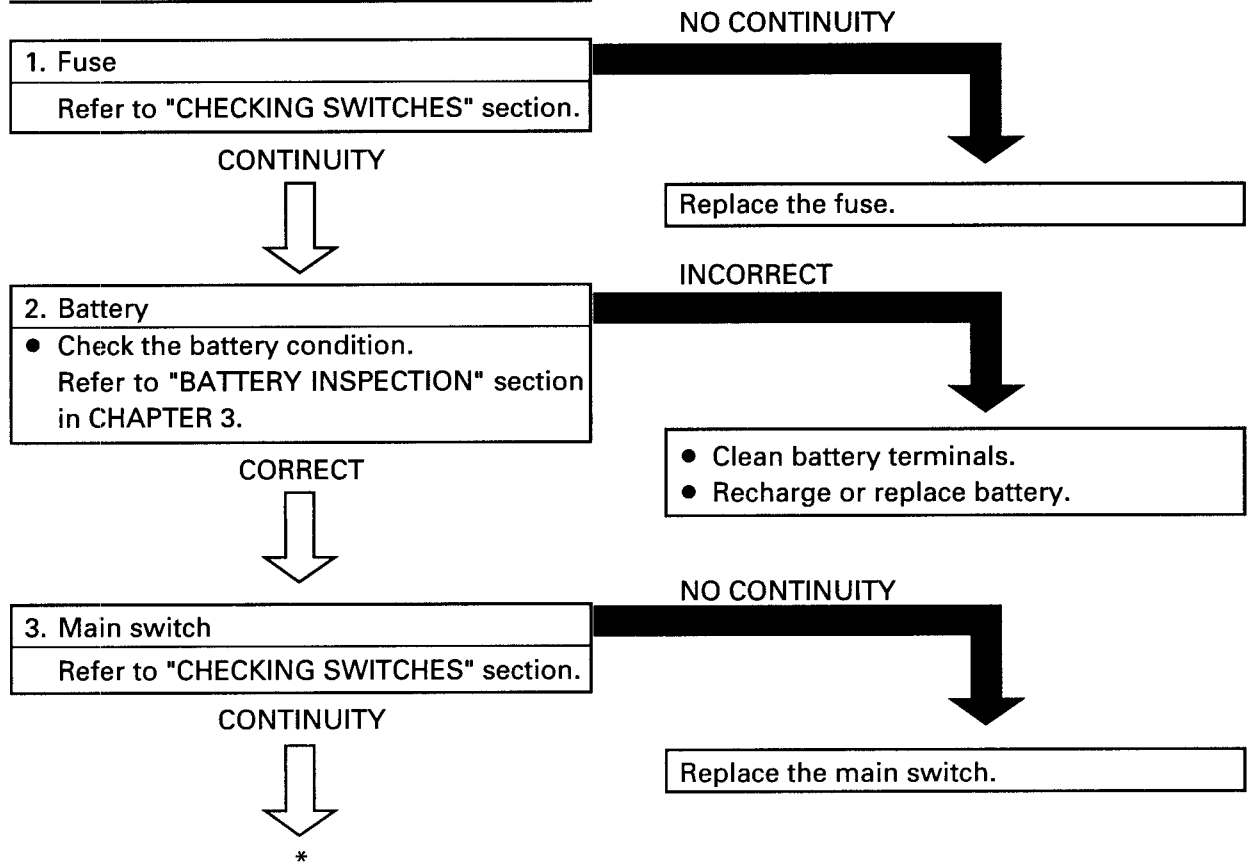 NO CONTINUITY
1. Fuse
Refer to "CHECKING SWITCHES" section.
CONTINUITY
Replace the fuse.
INCORRECT
2. Battery
● Check the battery condition.
Refer to "BATTERY INSPECTION" section
in CHAPTER 3.
● Clean battery terminals.
● Recharge or replace battery.
CORRECT
NO CONTINUITY
3. Main switch
Refer to "CHECKING SWITCHES" section.
CONTINUITY
Replace the main switch.
*